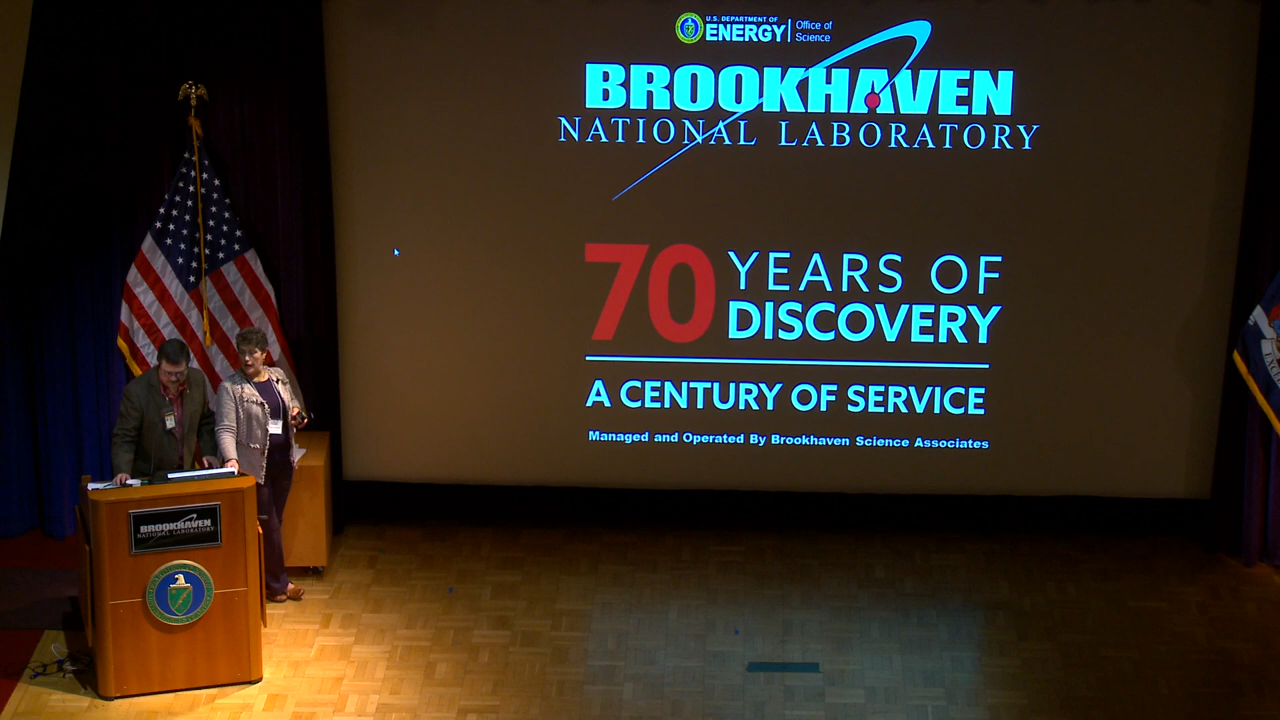 U.S. DEPARTMENT OF
ENERGY
Office of
Science
BROOKHAVEN
NATIONAL LABORATORY
70 YEARS OF
DISCOVERY
A CENTURY OF SERVICE
Managed and Operated By Brookhaven Science Associates
BROOKHAVEN
NATIONAL LABORATORY